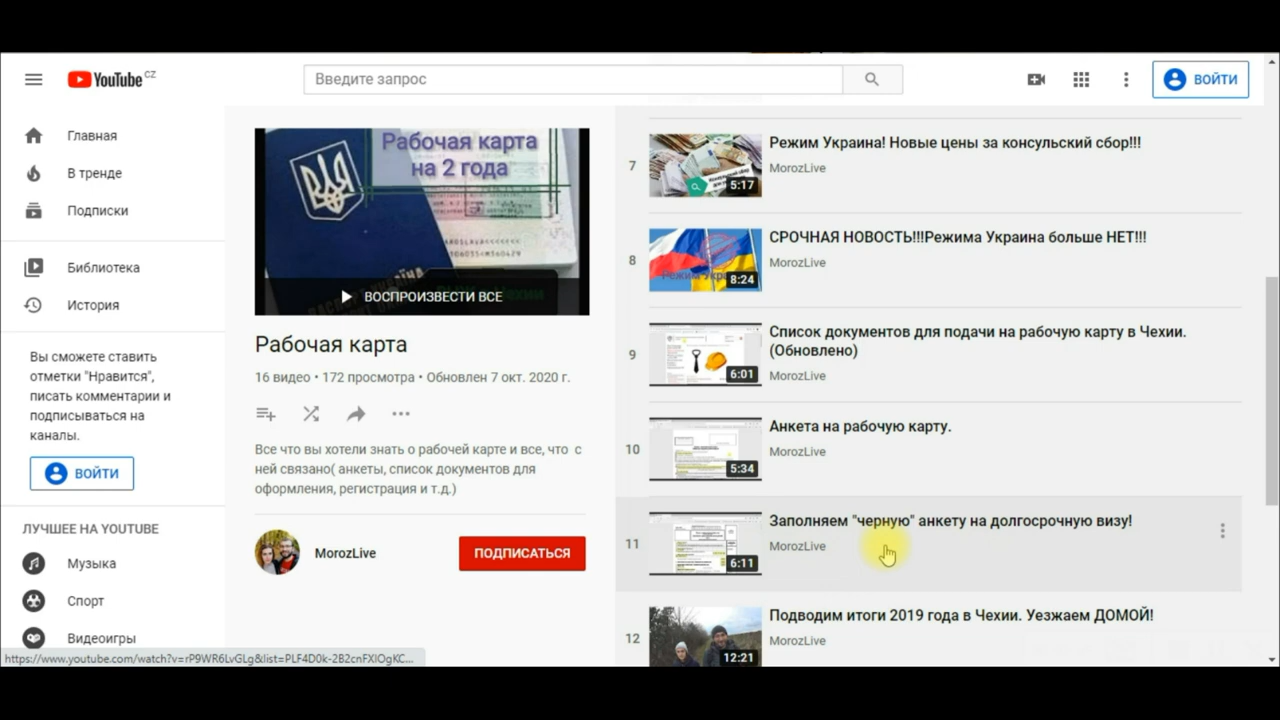 YouTube CZ
Введите запрос
ВОЙТИ
Главная
В тренде
Подписки
Библиотека
История
Вы сможете ставить
отметки "Нравится",
писать комментарии и
подписываться на
каналы.
ВОЙТИ
ЛУЧШЕЕ НА YOUTUBE
Музыка
Спорт
Видеоигры
https://www.youtube.com/watch?v=rP9WR6LvGLg&list=PLF4D0k-2B2cnFXIOgKC...
Рабочая карта
на 2 года
ВОСПРОИЗВЕСТИ ВСЕ
Рабочая карта
16 видео • 172 просмотра • Обновлен 7 окт. 2020 г.
Все что вы хотели знать о рабочей карте и все, что с
ней связано( анкеты, список документов для
оформления, регистрация и т.д.)
MorozLive
ПОДПИСАТЬСЯ
7
5:17
Режим Украина! Новые цены за консульский сбор!!!
MorozLive
8
8:24
СРОЧНАЯ НОВОСТЬ!!!Режима Украина больше НЕТ!!!
MorozLive
9
6:01
Список документов для подачи на рабочую карту в Чехии.
(Обновлено)
MorozLive
10
5:34
Анкета на рабочую карту.
MorozLive
11
6:11
Заполняем "черную" анкету на долгосрочную визу!
MorozLive
12
12:21
Подводим итоги 2019 года в Чехии. Уезжаем ДОМОЙ!
MorozLive